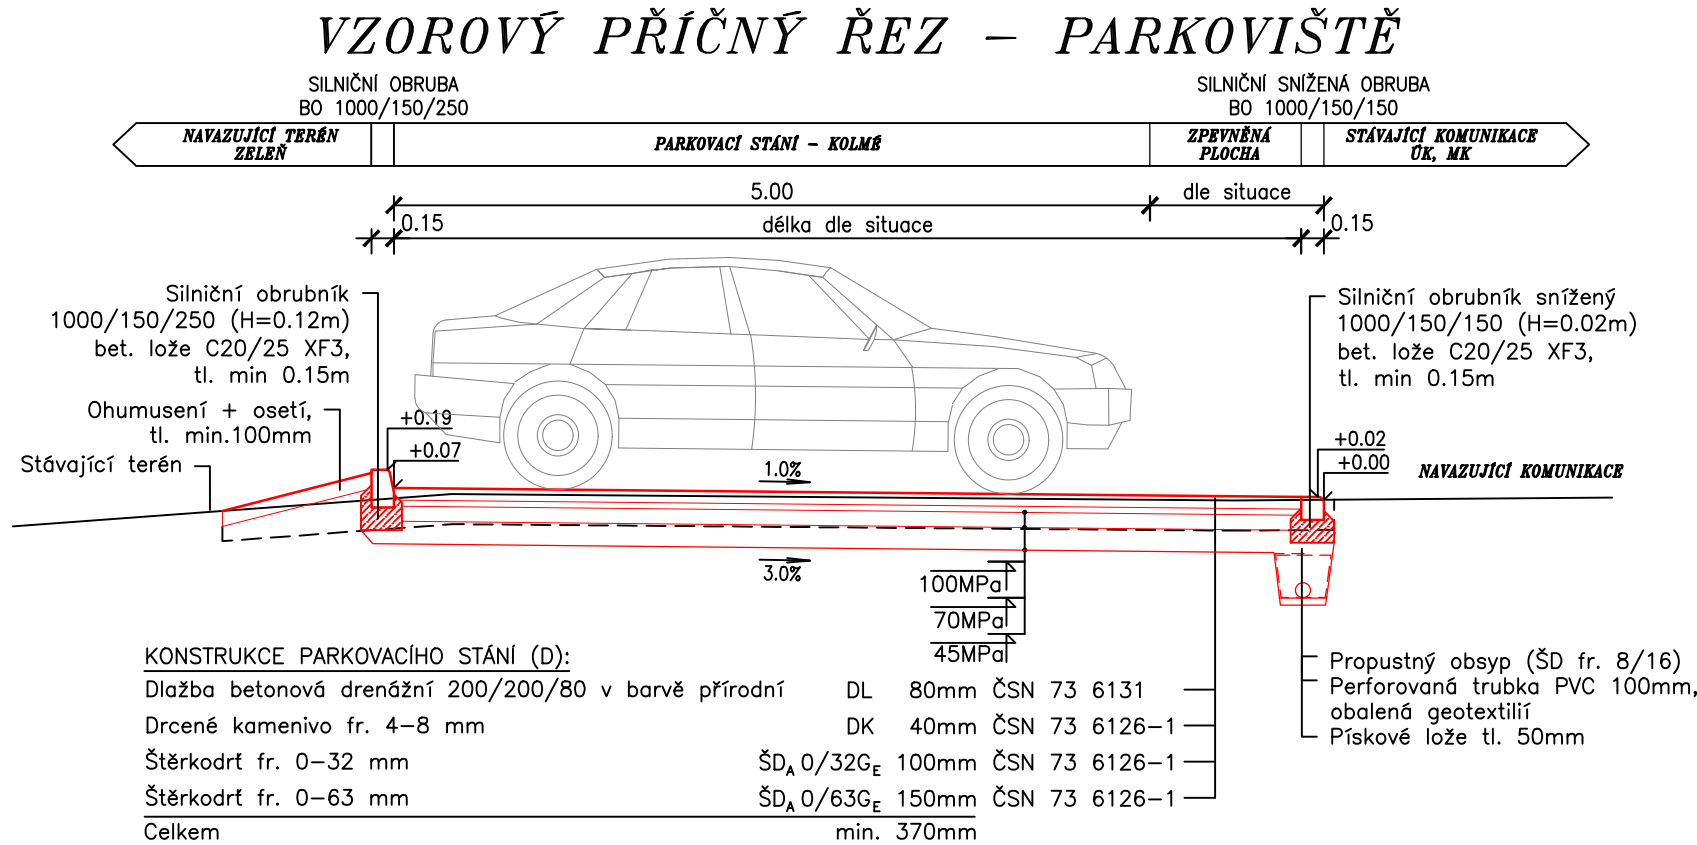 VZOROVÝ PŘÍČNÝ ŘEZ – PARKOVIŠTĚ
SILNIČNÍ OBRUBA
BO 1000/150/250
SILNIČNÍ SNÍŽENÁ OBRUBA
BO 1000/150/150
NAVAZUJÍCÍ TERÉN
ZELEŇ
PARKOVACÍ STÁNÍ – KOLMÉ
ZPEVNĚNÁ
PLOCHA
STÁVAJÍCÍ KOMUNIKACE
ÚK, MK
5.00
dle situace
0.15
délka dle situace
0.15
Silniční obrubník
1000/150/250 (H=0.12m)
bet. lože C20/25 XF3,
tl. min 0.15m
Silniční obrubník snížený
1000/150/150 (H=0.02m)
bet. lože C20/25 XF3,
tl. min 0.15m
Ohumusení + osetí,
tl. min.100mm
Stávající terén
+0.19
+0.07
1.0%
+0.02
+0.00
NAVAZUJÍCÍ KOMUNIKACE
3.0%
100MPa
70MPa
45MPa
KONSTRUKCE PARKOVACÍHO STÁNÍ (D):
Dlažba betonová drenážní 200/200/80 v barvě přírodní DL 80mm ČSN 73 6131
Drcené kamenivo fr. 4–8 mm DK 40mm ČSN 73 6126–1
Štěrkodrť fr. 0–32 mm ŠDA 0/32GE 100mm ČSN 73 6126–1
Štěrkodrť fr. 0–63 mm ŠDA 0/63GE 150mm ČSN 73 6126–1
Celkem min. 370mm
Propustný obsyp (ŠD fr. 8/16)
Perforovaná trubka PVC 100mm,
obalená geotextilií
Pískové lože tl. 50mm